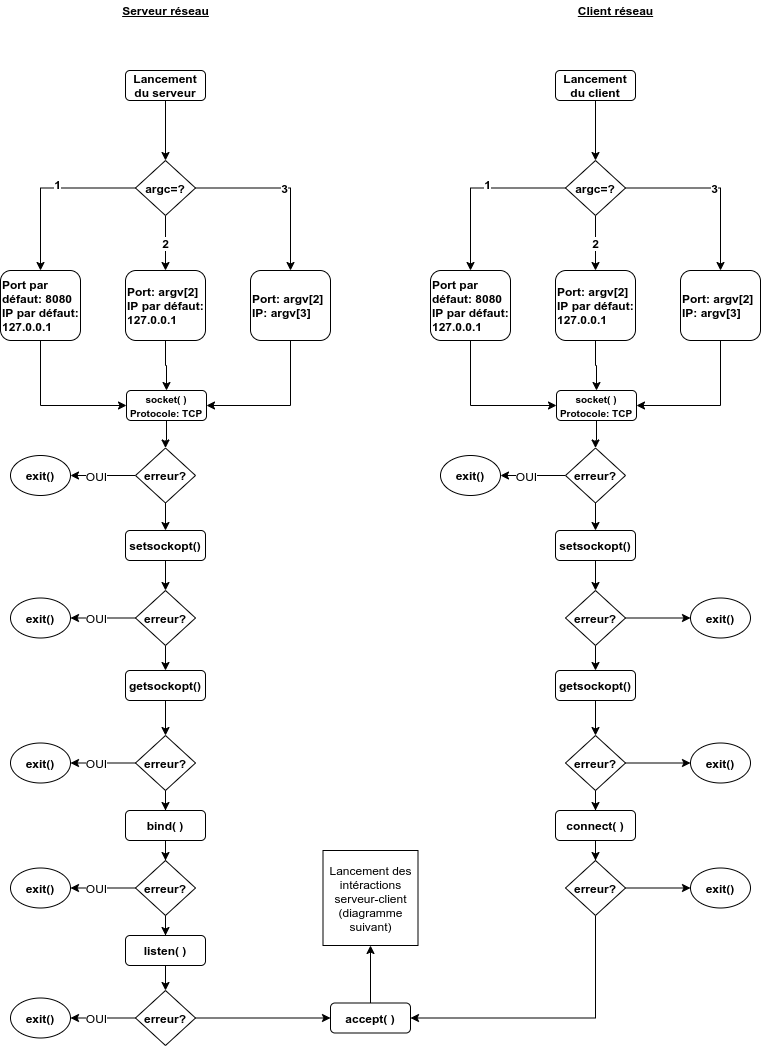 Serveur réseau
Client réseau
Lancement
du serveur
Lancement
du client
argc=?
argc=?
1
2
3
1
2
3
Port par
défaut: 8080
IP par défaut:
127.0.0.1
Port: argv[2]
IP par défaut:
127.0.0.1
Port: argv[2]
IP: argv[3]
Port par
défaut: 8080
IP par défaut:
127.0.0.1
Port: argv[2]
IP par défaut:
127.0.0.1
Port: argv[2]
IP: argv[3]
socket( )
Protocole: TCP
socket( )
Protocole: TCP
exit()
OUI
erreur?
exit()
OUI
erreur?
setsockopt()
setsockopt()
exit()
OUI
erreur?
erreur?
exit()
getsockopt()
getsockopt()
exit()
OUI
erreur?
erreur?
exit()
bind( )
connect( )
exit()
OUI
erreur?
Lancement des
intéractions
serveur-client
(diagramme
suivant)
erreur?
exit()
listen( )
exit()
OUI
erreur?
accept( )